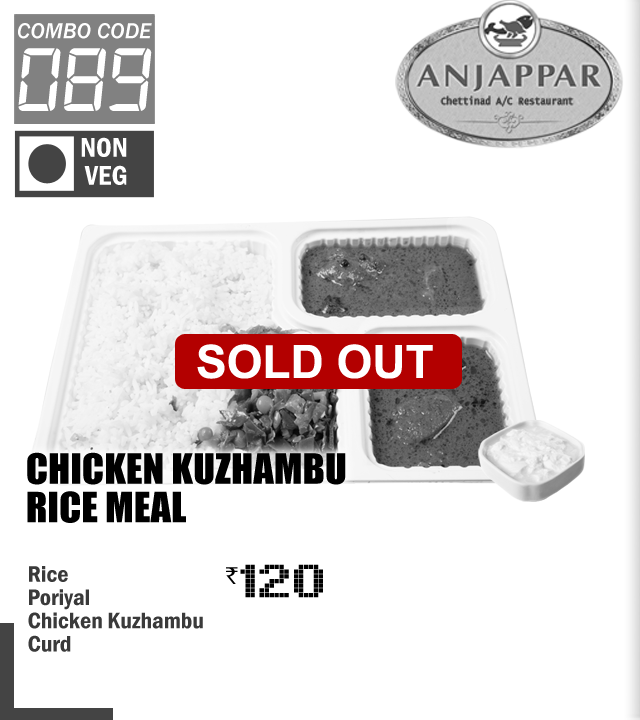 COMBO CODE
089
NON
VEG
ANJAPPAR
Chettinad A/C Restaurant
SOLD OUT
CHICKEN KUZHAMBU
RICE MEAL
Rice
Poriyal
Chicken Kuzhambu
Curd
₹120